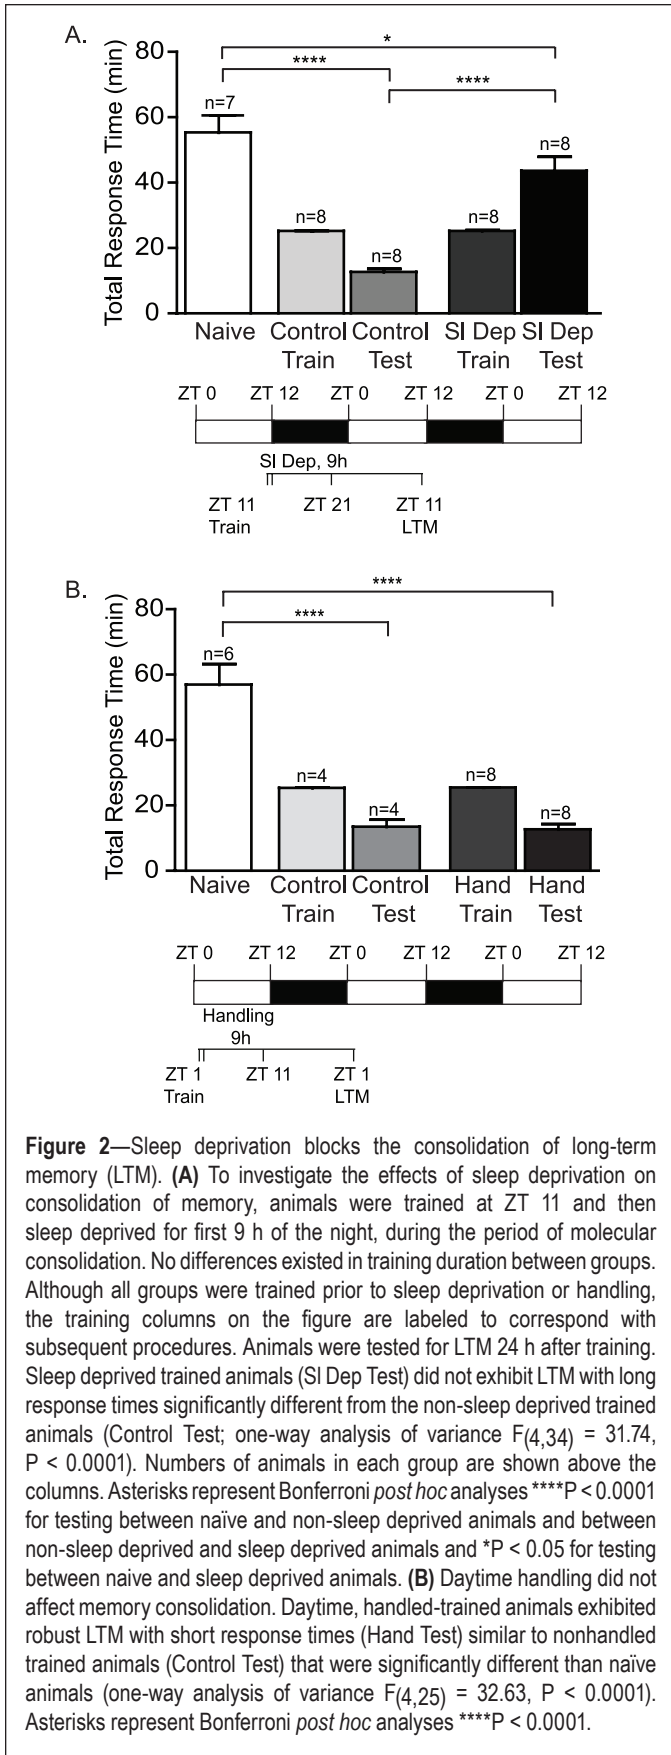 A.
Total Response Time (min)
80
60
40
20
0
*
****
****
n=7
n=8
n=8
n=8
n=8
Naive Control Control Sl Dep Sl Dep
Train Test Train Test
ZT 0 ZT 12 ZT 0 ZT 12 ZT 0 ZT 12
Sl Dep, 9h
ZT 11 ZT 21 ZT 11
Train LTM
B.
Total Response Time (min)
80
60
40
20
0
****
****
n=6
n=4
n=4
n=8
n=8
Naive Control Control Hand Hand
Train Test Train Test
ZT 0 ZT 12 ZT 0 ZT 12 ZT 0 ZT 12
Handling
9h
ZT 1 ZT 11 ZT 1
Train LTM
Figure 2—Sleep deprivation blocks the consolidation of long-term
memory (LTM). (A) To investigate the effects of sleep deprivation on
consolidation of memory, animals were trained at ZT 11 and then
sleep deprived for first 9 h of the night, during the period of molecular
consolidation. No differences existed in training duration between groups.
Although all groups were trained prior to sleep deprivation or handling,
the training columns on the figure are labeled to correspond with
subsequent procedures. Animals were tested for LTM 24 h after training.
Sleep deprived trained animals (Sl Dep Test) did not exhibit LTM with long
response times significantly different from the non-sleep deprived trained
animals (Control Test; one-way analysis of variance F(4,34) = 31.74,
P < 0.0001). Numbers of animals in each group are shown above the
columns. Asterisks represent Bonferroni post hoc analyses ****P < 0.0001
for testing between naïve and non-sleep deprived animals and between
non-sleep deprived and sleep deprived animals and *P < 0.05 for testing
between naive and sleep deprived animals. (B) Daytime handling did not
affect memory consolidation. Daytime, handled-trained animals exhibited
robust LTM with short response times (Hand Test) similar to nonhandled
trained animals (Control Test) that were significantly different than naïve
animals (one-way analysis of variance F(4,25) = 32.63, P < 0.0001).
Asterisks represent Bonferroni post hoc analyses ****P < 0.0001.